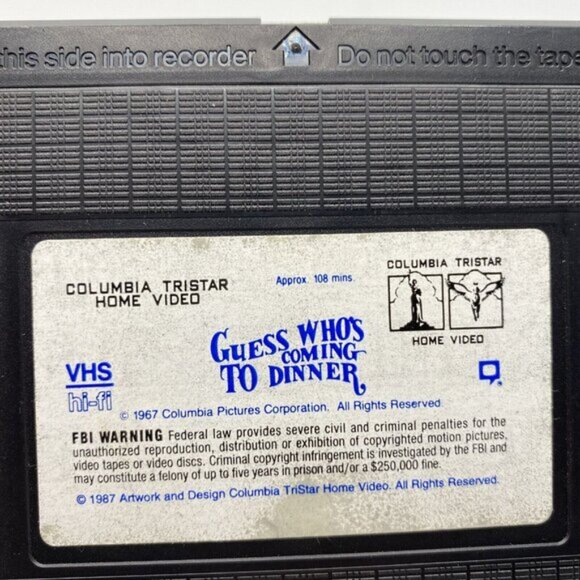 this side into recorder Do not touch the tape
COLUMBIA TRISTAR
HOME VIDEO
Approx. 108 mins.
COLUMBIA TRISTAR
HOME VIDEO
GUESS WHO'S
COMING
TO DINNER
VHS
hi-fi
© 1967 Columbia Pictures Corporation. All Rights Reserved.
FBI WARNING Federal law provides severe civil and criminal penalties for the
unauthorized reproduction, distribution or exhibition of copyrighted motion pictures,
video tapes or video discs. Criminal copyright infringement is investigated by the FBI and
may constitute a felony of up to five years in prison and/or a $250,000 fine.
© 1987 Artwork and Design Columbia TriStar Home Video. All Rights Reserved.